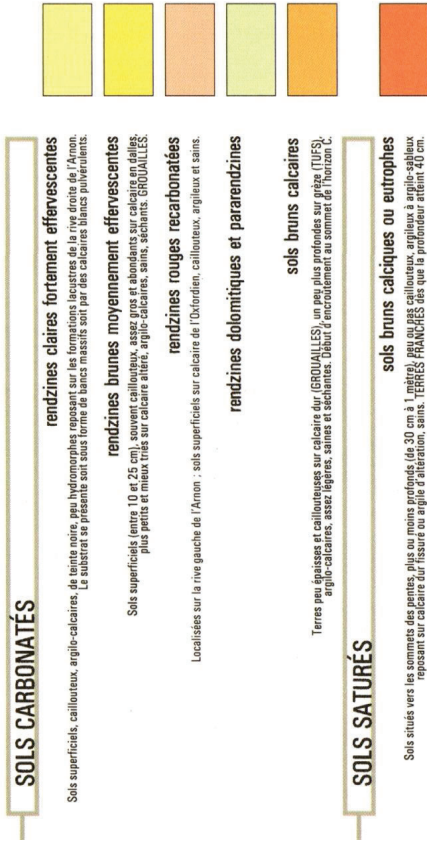 SOLS CARBONATÉS
rendzines claires fortement effervescentes
Sols superficiels, caillouteux, argilo-calcaires, de teinte noire, peu hydromorphes reposant sur les formations lacustres de la rive droite de l'Arnon.
Le substrat se présente soit sous forme de bancs massifs soit par des calcaires blancs pulvérulents.
rendzines brunes moyennement effervescentes
Sols superficiels (entre 10 et 25 cm), souvent caillouteux, assez gros et abondants sur calcaire en dalles,
plus petits et mieux triés sur calcaire altéré, argilo-calcaires, sains, séchants. GROUAILLES.
rendzines rouges recarbonatées
Localisées sur la rive gauche de l'Arnon : sols superficiels sur calcaire de l'Oxfordien, caillouteux, argileux et sains.
rendzines dolomitiques et pararendzines
sols bruns calcaires
Terres peu épaisses et caillouteuses sur calcaire dur (GROUAILLES), un peu plus profondes sur grèze (TUFS),
argilo-calcaires, assez légères, saines et séchantes. Début d'encroûtement au sommet de l'horizon C.
SOLS SATURÉS
sols bruns calciques ou eutrophes
Sols situés vers les sommets des pentes, plus ou moins profonds (de 30 cm à 1 mètre), peu ou pas caillouteux, argileux à argilo-sableux
reposant sur calcaire dur fissuré ou argile d'altération, sains. TERRES FRANCHES dès que la profondeur atteint 40 cm.